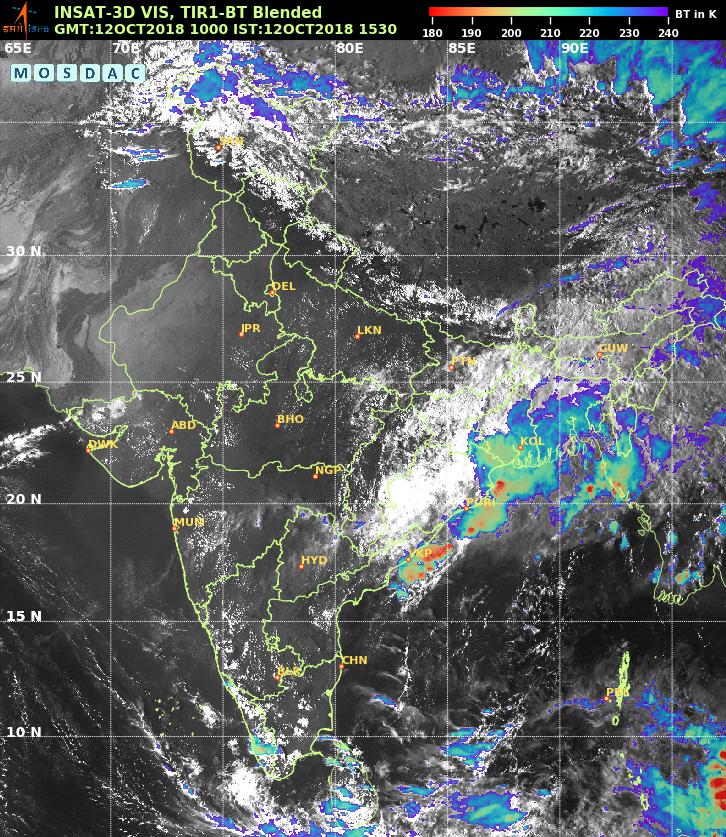 INSAT-3D VIS, TIR1-BT Blended
GMT:12OCT2018 1000 IST:12OCT2018 1530
BT in K
180 190 200 210 220 230 240
65E 70E 75E 80E 85E 90E
MOSDAC
30 N
DEL
JPR LKN
GUW
PTN
25 N
ABD BHO
KOL
DWK
NGP
20 N
PURI
MUM
VKP
HYD
15 N
CHN
BLR
PBL
10 N